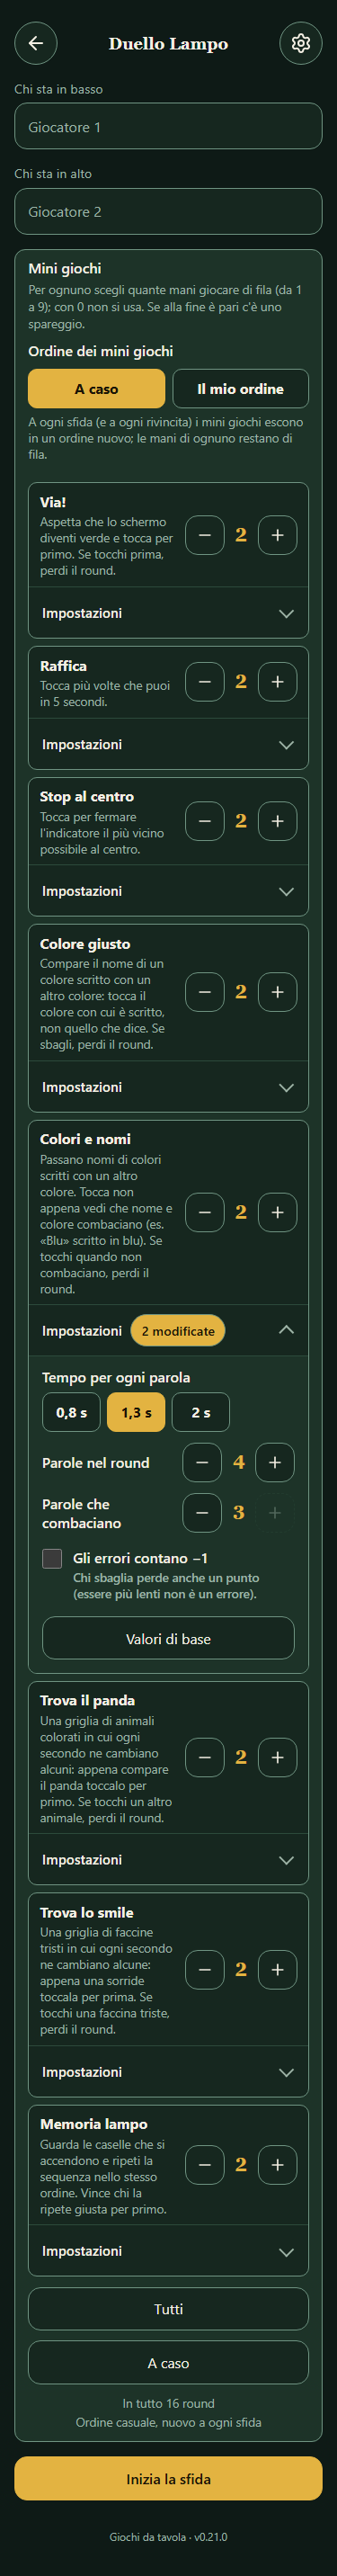 Duello Lampo
Chi sta in basso
Giocatore 1
Chi sta in alto
Giocatore 2
Mini giochi
Per ognuno scegli quante mani giocare di fila (da 1
a 9); con 0 non si usa. Se alla fine è pari c'è uno
spareggio.
Ordine dei mini giochi
A caso
Il mio ordine
A ogni sfida (e a ogni rivincita) i mini giochi escono
in un ordine nuovo; le mani di ognuno restano di
fila.
Via!
Aspetta che lo schermo
diventi verde e tocca per
primo. Se tocchi prima,
perdi il round.
− 2 +
Impostazioni
Raffica
Tocca più volte che puoi
in 5 secondi.
− 2 +
Impostazioni
Stop al centro
Tocca per fermare
l'indicatore il più vicino
possibile al centro.
− 2 +
Impostazioni
Colore giusto
Compare il nome di un
colore scritto con un
altro colore: tocca il
colore con cui è scritto,
non quello che dice. Se
sbagli, perdi il round.
− 2 +
Impostazioni
Colori e nomi
Passano nomi di colori
scritti con un altro
colore. Tocca non
appena vedi che nome e
colore combaciano (es.
«Blu» scritto in blu). Se
tocchi quando non
combaciano, perdi il
round.
− 2 +
Impostazioni 2 modificate
Tempo per ogni parola
0,8 s
1,3 s
2 s
Parole nel round
− 4 +
Parole che
combaciano
− 3 +
Gli errori contano −1
Chi sbaglia perde anche un punto
(essere più lenti non è un errore).
Valori di base
Trova il panda
Una griglia di animali
colorati in cui ogni
secondo ne cambiano
alcuni: appena compare
il panda toccalo per
primo. Se tocchi un altro
animale, perdi il round.
− 2 +
Impostazioni
Trova lo smile
Una griglia di faccine
tristi in cui ogni secondo
ne cambiano alcune:
appena una sorride
toccala per prima. Se
tocchi una faccina triste,
perdi il round.
− 2 +
Impostazioni
Memoria lampo
Guarda le caselle che si
accendono e ripeti la
sequenza nello stesso
ordine. Vince chi la
ripete giusta per primo.
− 2 +
Impostazioni
Tutti
A caso
In tutto 16 round
Ordine casuale, nuovo a ogni sfida
Inizia la sfida
Giochi da tavola · v0.21.0